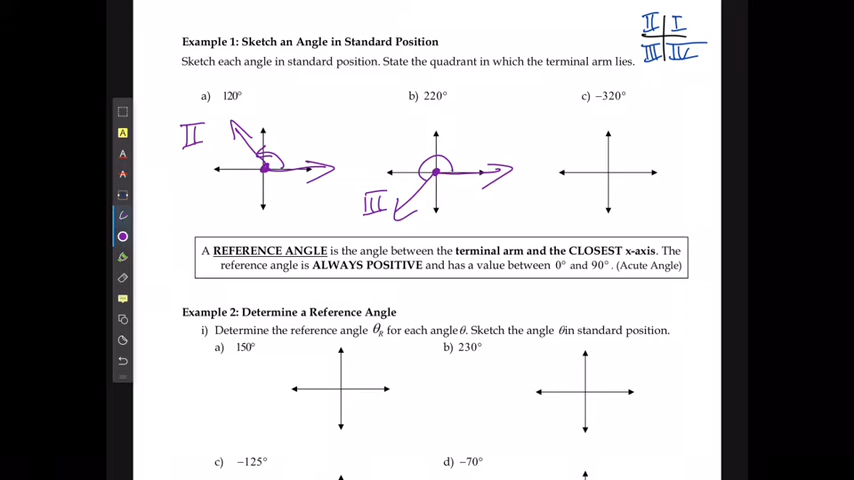 II I
III IV
Example 1: Sketch an Angle in Standard Position
Sketch each angle in standard position. State the quadrant in which the terminal arm lies.
a) 120° b) 220° c) −320°
II
III
A REFERENCE ANGLE is the angle between the terminal arm and the CLOSEST x-axis. The
reference angle is ALWAYS POSITIVE and has a value between 0° and 90°. (Acute Angle)
Example 2: Determine a Reference Angle
i) Determine the reference angle θR for each angle θ. Sketch the angle θ in standard position.
a) 150° b) 230°
c) −125° d) −70°